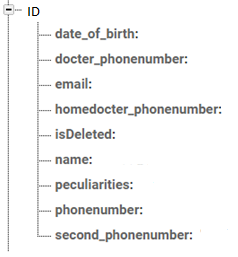 ID
date_of_birth:
docter_phonenumber:
email:
homedocter_phonenumber:
isDeleted:
name:
peculiarities:
phonenumber:
second_phonenumber: